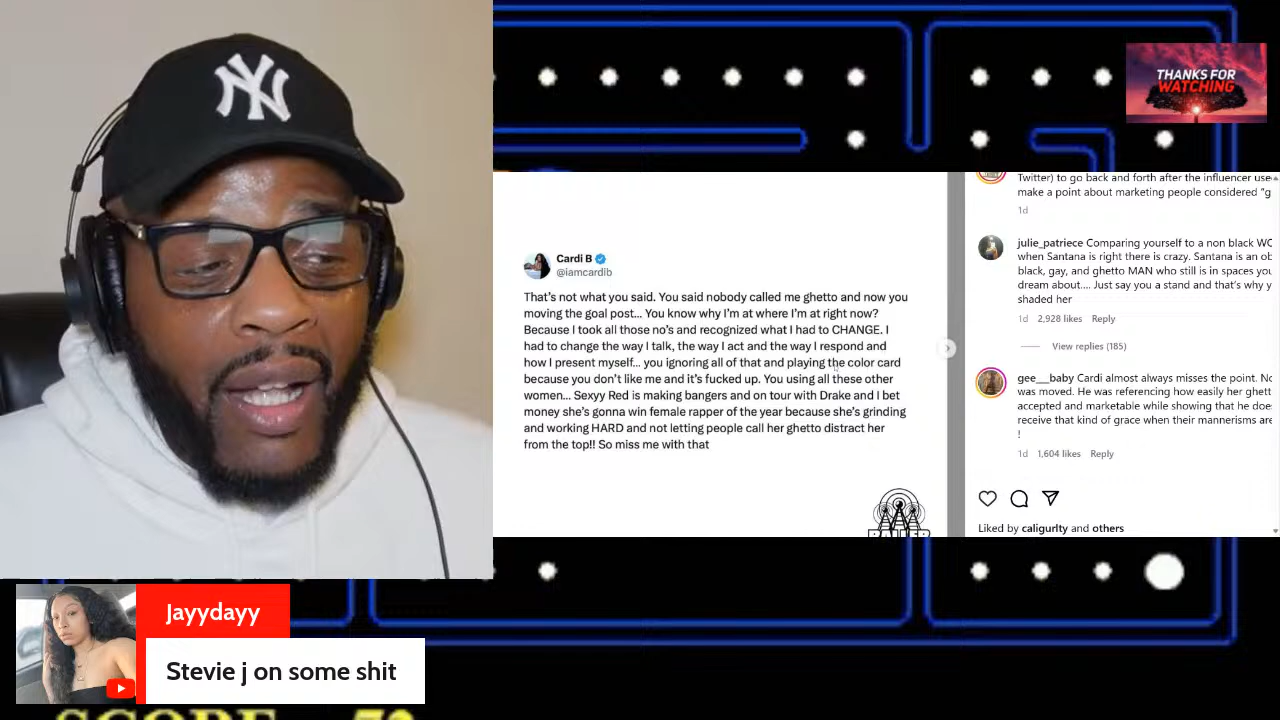 NY
THANKS FOR
WATCHING
Cardi B
@iamcardib
That's not what you said. You said nobody called me ghetto and now you
moving the goal post... You know why I'm at where I'm at right now?
Because I took all those no's and recognized what I had to CHANGE. I
had to change the way I talk, the way I act and the way I respond and
how I present myself... you ignoring all of that and playing the color card
because you don't like me and it's fucked up. You using all these other
women... Sexyy Red is making bangers and on tour with Drake and I bet
money she's gonna win female rapper of the year because she's grinding
and working HARD and not letting people call her ghetto distract her
from the top!! So miss me with that
BALLER
Twitter) to go back and forth after the influencer use
make a point about marketing people considered "g
1d
julie_patriece Comparing yourself to a non black WO
when Santana is right there is crazy. Santana is an ob
black, gay, and ghetto MAN who still is in spaces you
dream about.... Just say you a stand and that's why y
shaded her
1d 2,928 likes Reply
View replies (185)
gee__baby Cardi almost always misses the point. No
was moved. He was referencing how easily her ghett
accepted and marketable while showing that he doe
receive that kind of grace when their mannerisms are
!
1d 1,604 likes Reply
Liked by caligurlty and others
Jayydayy
Stevie j on some shit
SCORE 72